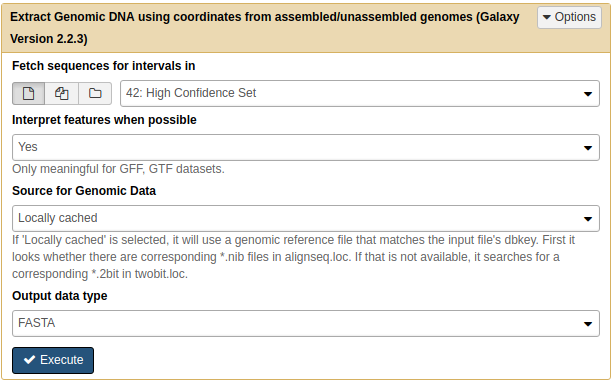 Extract Genomic DNA using coordinates from assembled/unassembled genomes (Galaxy
Version 2.2.3)
Options
Fetch sequences for intervals in
42: High Confidence Set
Interpret features when possible
Yes
Only meaningful for GFF, GTF datasets.
Source for Genomic Data
Locally cached
If 'Locally cached' is selected, it will use a genomic reference file that matches the input file's dbkey. First it
looks whether there are corresponding *.nib files in alignseq.loc. If that is not available, it searches for a
corresponding *.2bit in twobit.loc.
Output data type
FASTA
Execute